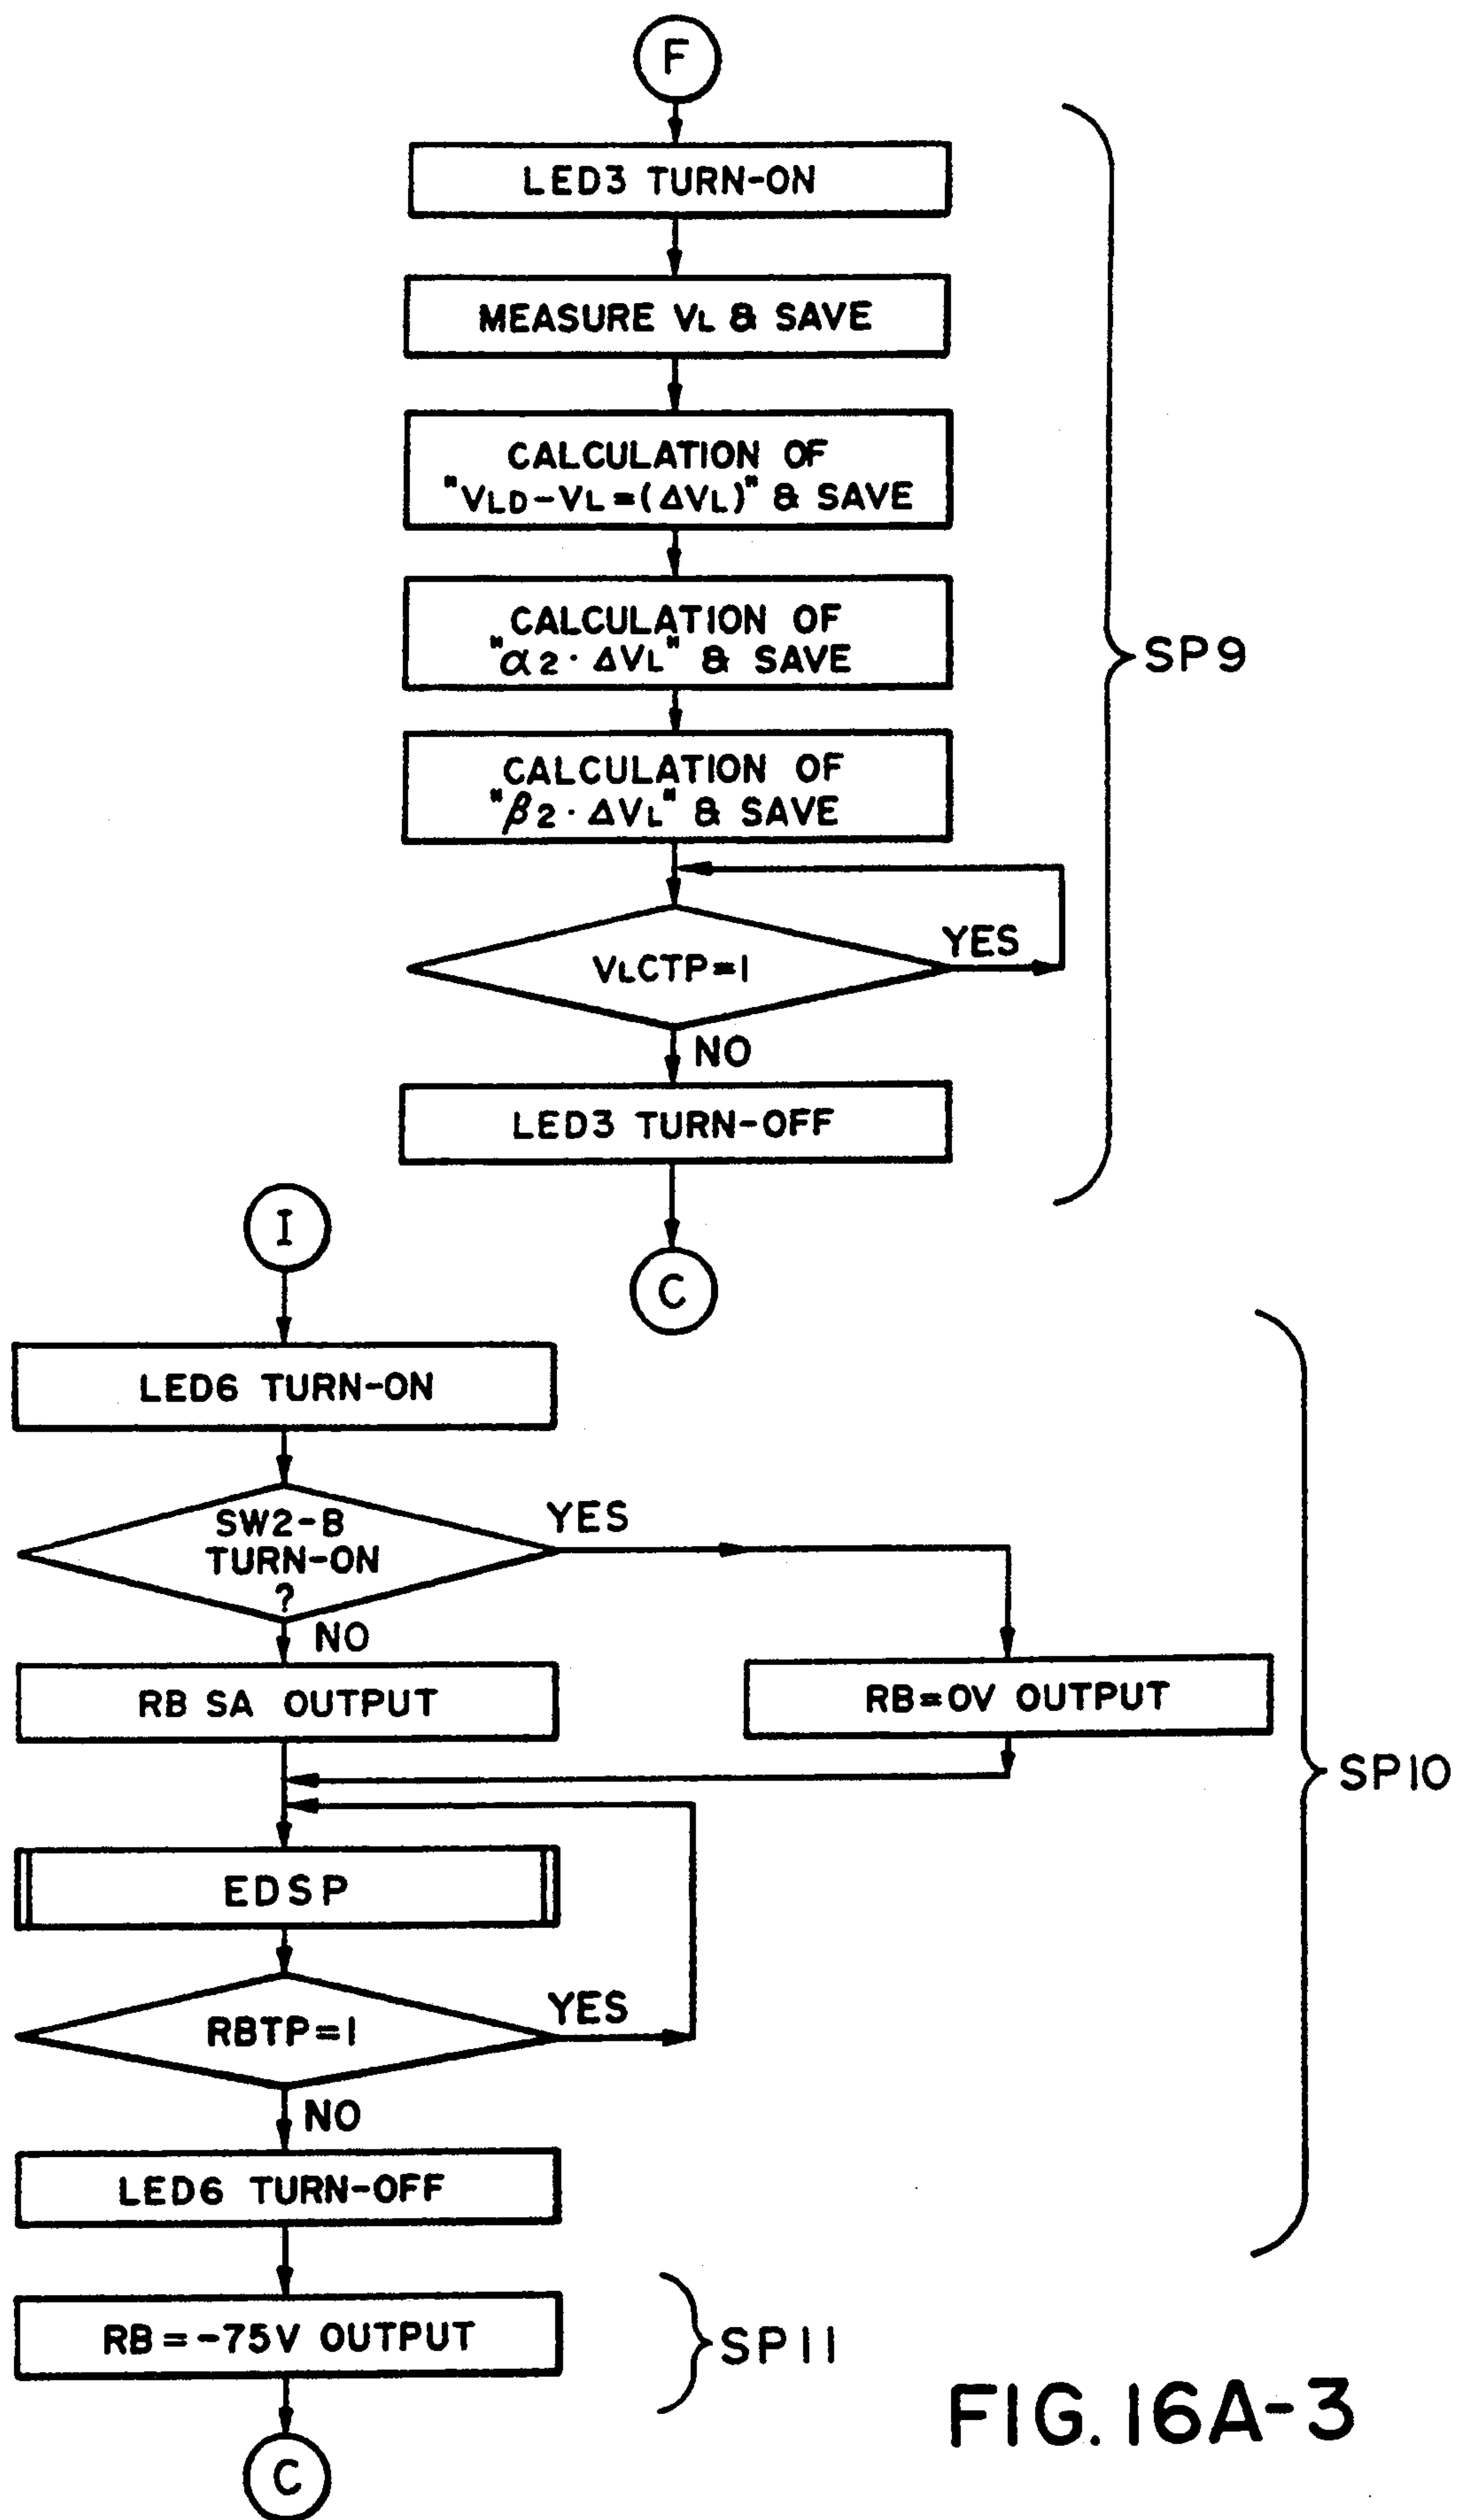 F
LED3 TURN-ON
MEASURE VL & SAVE
CALCULATION OF
"VLD-VL=(ΔVL)" & SAVE
CALCULATION OF
"α2·ΔVL" & SAVE
SP9
CALCULATION OF
"β2·ΔVL" & SAVE
YES
VLCTP=1
NO
LED3 TURN-OFF
C
I
LED6 TURN-ON
SW2-B
TURN-ON
?
YES
NO
RB SA OUTPUT
RB=0V OUTPUT
SP10
EDSP
RBTP=1
YES
NO
LED6 TURN-OFF
RB=-75V OUTPUT
SP11
C
FIG.16A-3